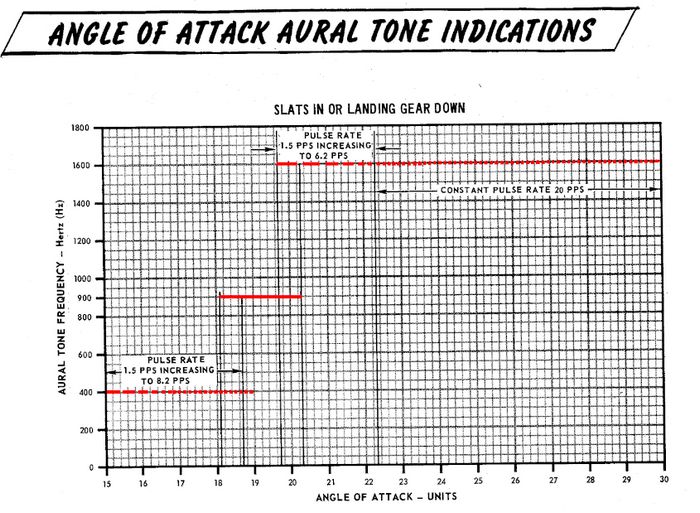 ANGLE OF ATTACK AURAL TONE INDICATIONS
SLATS IN OR LANDING GEAR DOWN
1800
1600
1400
1200
1000
900
800
600
400
200
0
AURAL TONE FREQUENCY – Hertz (Hz)
PULSE RATE
1.5 PPS INCREASING
TO 6.2 PPS
CONSTANT PULSE RATE 20 PPS
PULSE RATE
1.5 PPS INCREASING
TO 8.2 PPS
15 16 17 18 19 20 21 22 23 24 25 26 27 28 29 30
ANGLE OF ATTACK – UNITS